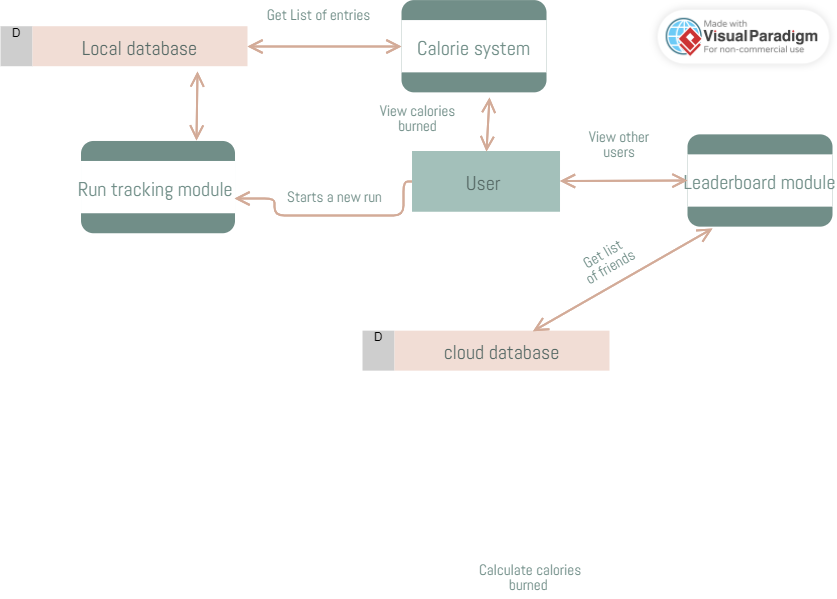 Made with
Visual Paradigm
For non-commercial use
Get List of entries
D
Local database
Calorie system
View calories
burned
View other
users
Run tracking module
Starts a new run
User
Leaderboard module
Get list
of friends
D
cloud database
Calculate calories
burned